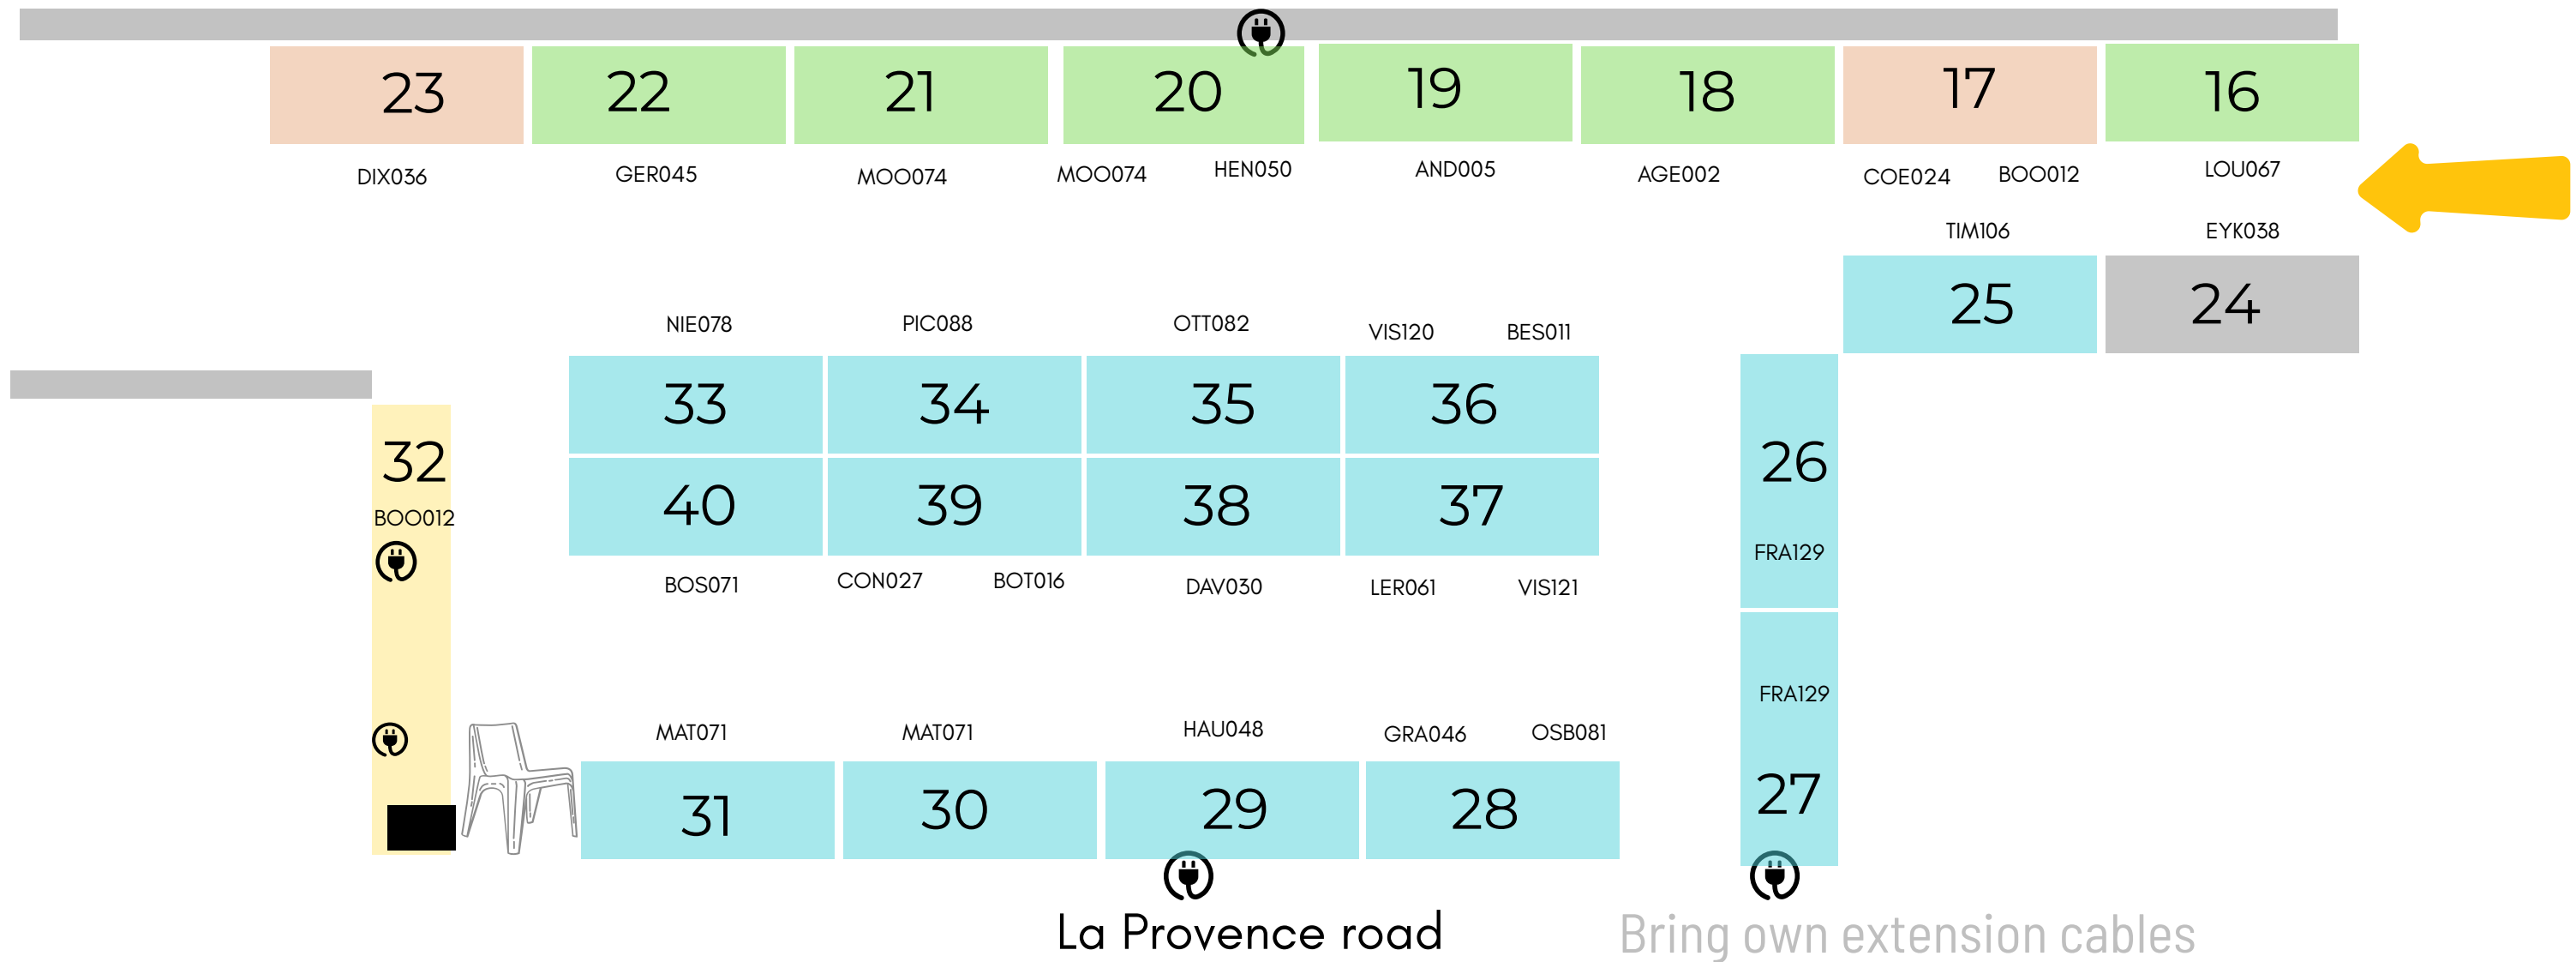 23 22 21 20 19 18 17 16
DIX036 GER045 MOO074 MOO074 HEN050 AND005 AGE002 COE024 BOO012 LOU067
TIM106 EYK038
25 24
NIE078 PIC088 OTT082 VIS120 BES011
33 34 35 36
32 26
40 39 38 37
BOO012
FRA129
BOS071 CON027 BOT016 DAV030 LER061 VIS121
FRA129
MAT071 MAT071 HAU048 GRA046 OSB081
31 30 29 28 27
La Provence road
Bring own extension cables